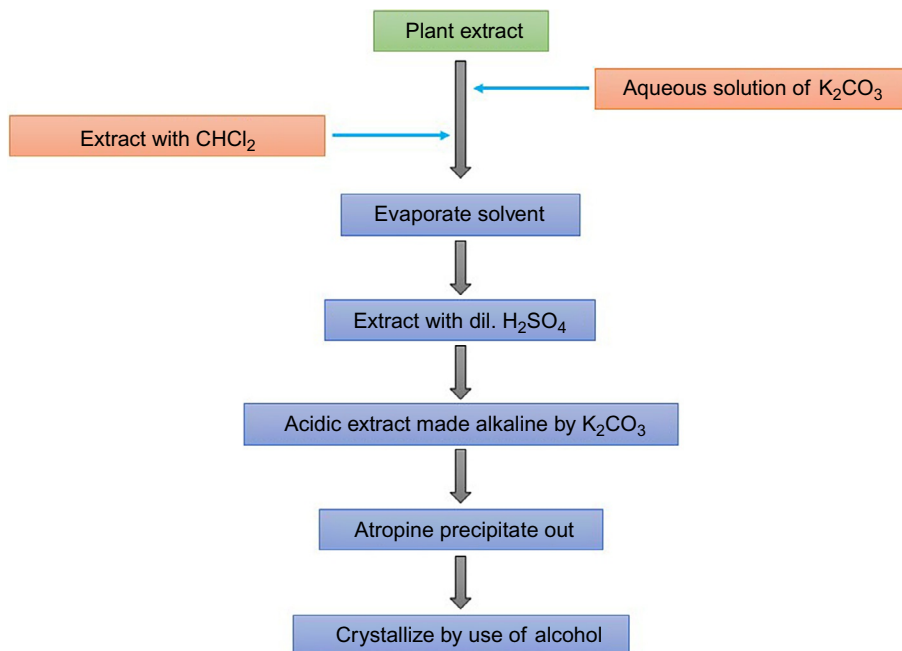 Plant extract
Aqueous solution of K₂CO₃
Extract with CHCl₂
Evaporate solvent
Extract with dil. H₂SO₄
Acidic extract made alkaline by K₂CO₃
Atropine precipitate out
Crystallize by use of alcohol